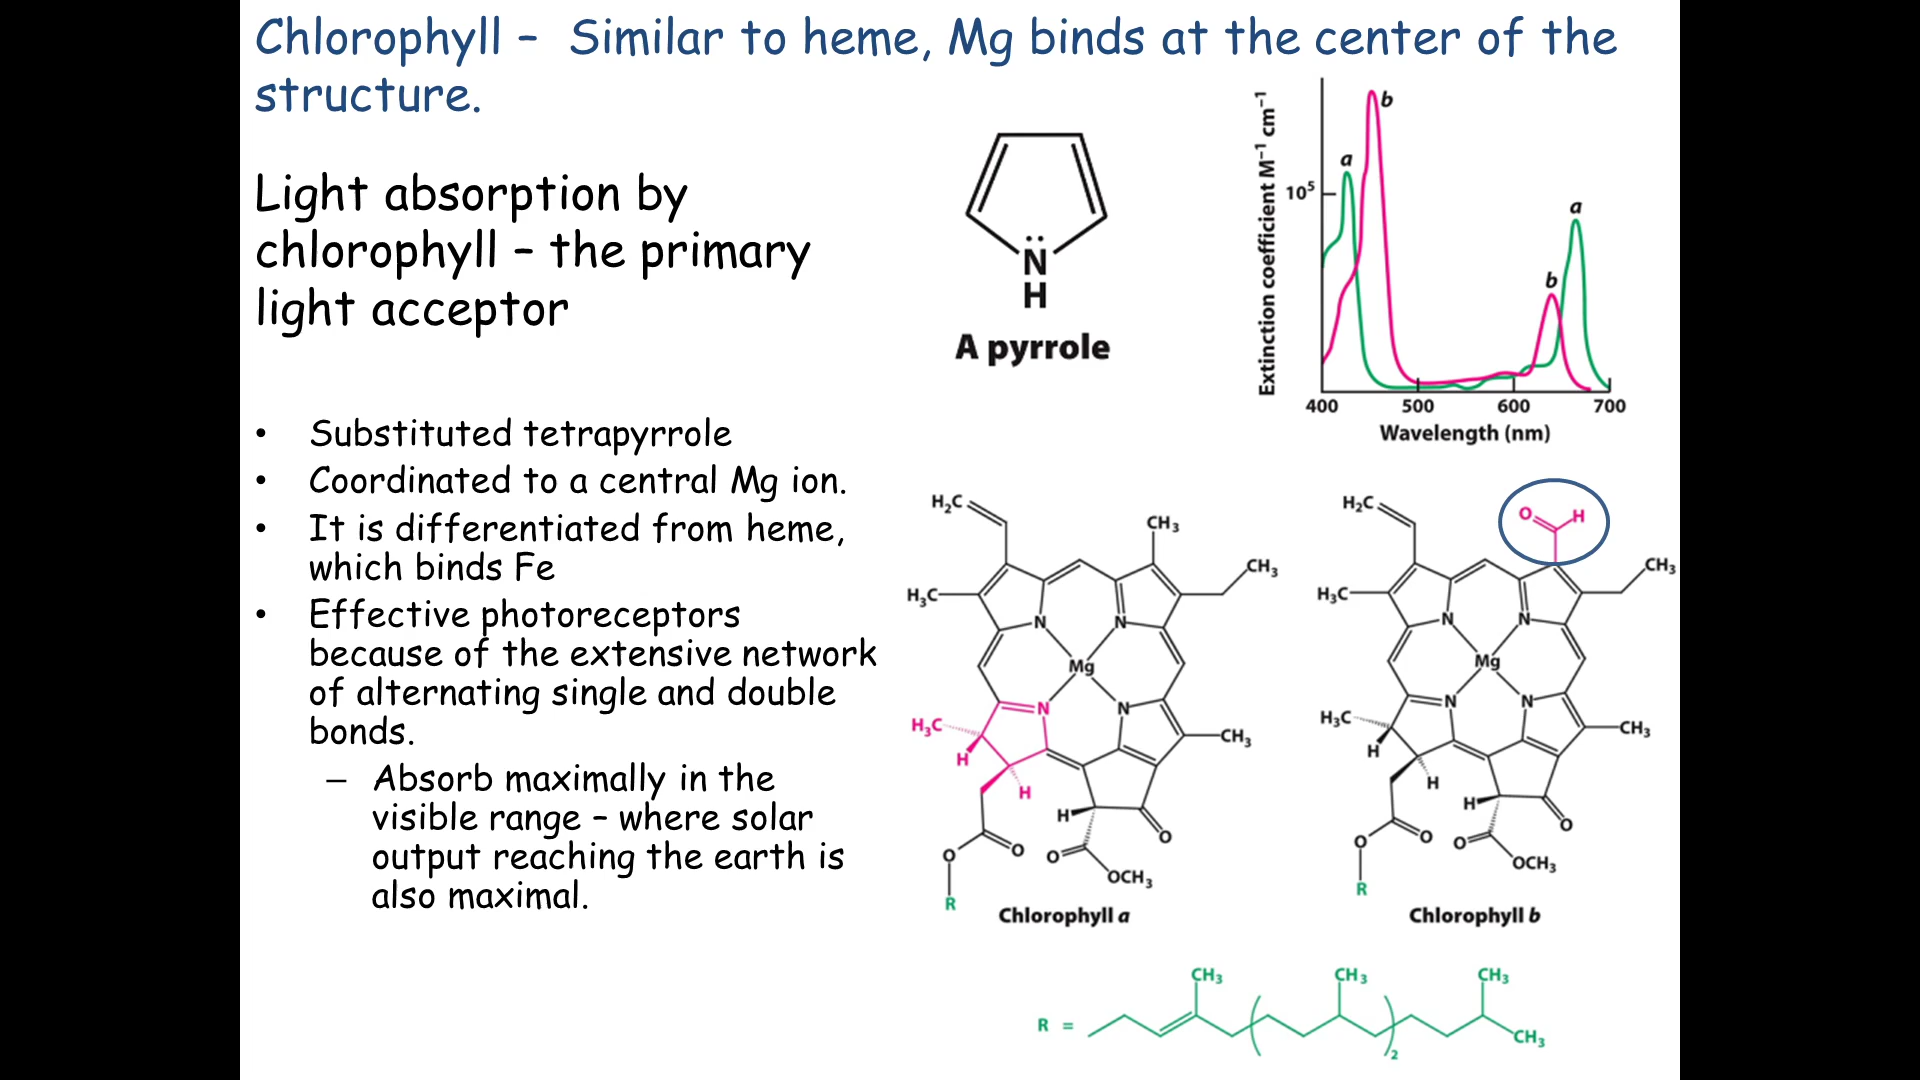 Chlorophyll – Similar to heme, Mg binds at the center of the
structure.
Light absorption by
chlorophyll – the primary
light acceptor
• Substituted tetrapyrrole
• Coordinated to a central Mg ion.
• It is differentiated from heme,
which binds Fe
• Effective photoreceptors
because of the extensive network
of alternating single and double
bonds.
– Absorb maximally in the
visible range – where solar
output reaching the earth is
also maximal.
N
H
A pyrrole
Extinction coefficient M⁻¹ cm⁻¹
10⁵
a
b
b
a
400 500 600 700
Wavelength (nm)
H₂C
CH₃
CH₃
H₃C
N N
Mg
N N
H₃C
CH₃
H
H
H
O
O
O
O
OCH₃
R
Chlorophyll a
H₂C
O H
CH₃
H₃C
N N
Mg
N N
H₃C
CH₃
H
H
H
O
O
O
O
OCH₃
R
Chlorophyll b
CH₃ CH₃ CH₃
R =
2
CH₃